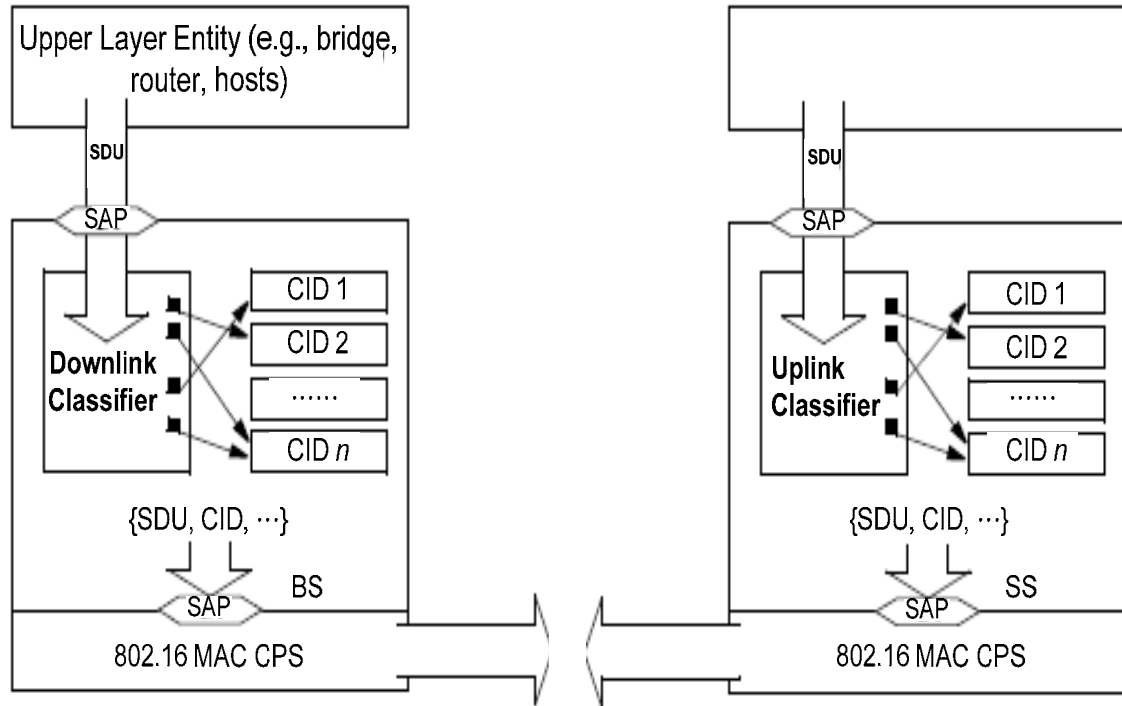 Upper Layer Entity (e.g., bridge,
router, hosts)
SDU
SAP
Downlink
Classifier
CID 1
CID 2
······
CID n
{SDU, CID, ···}
SAP
BS
802.16 MAC CPS
SDU
SAP
Uplink
Classifier
CID 1
CID 2
······
CID n
{SDU, CID, ···}
SAP
SS
802.16 MAC CPS